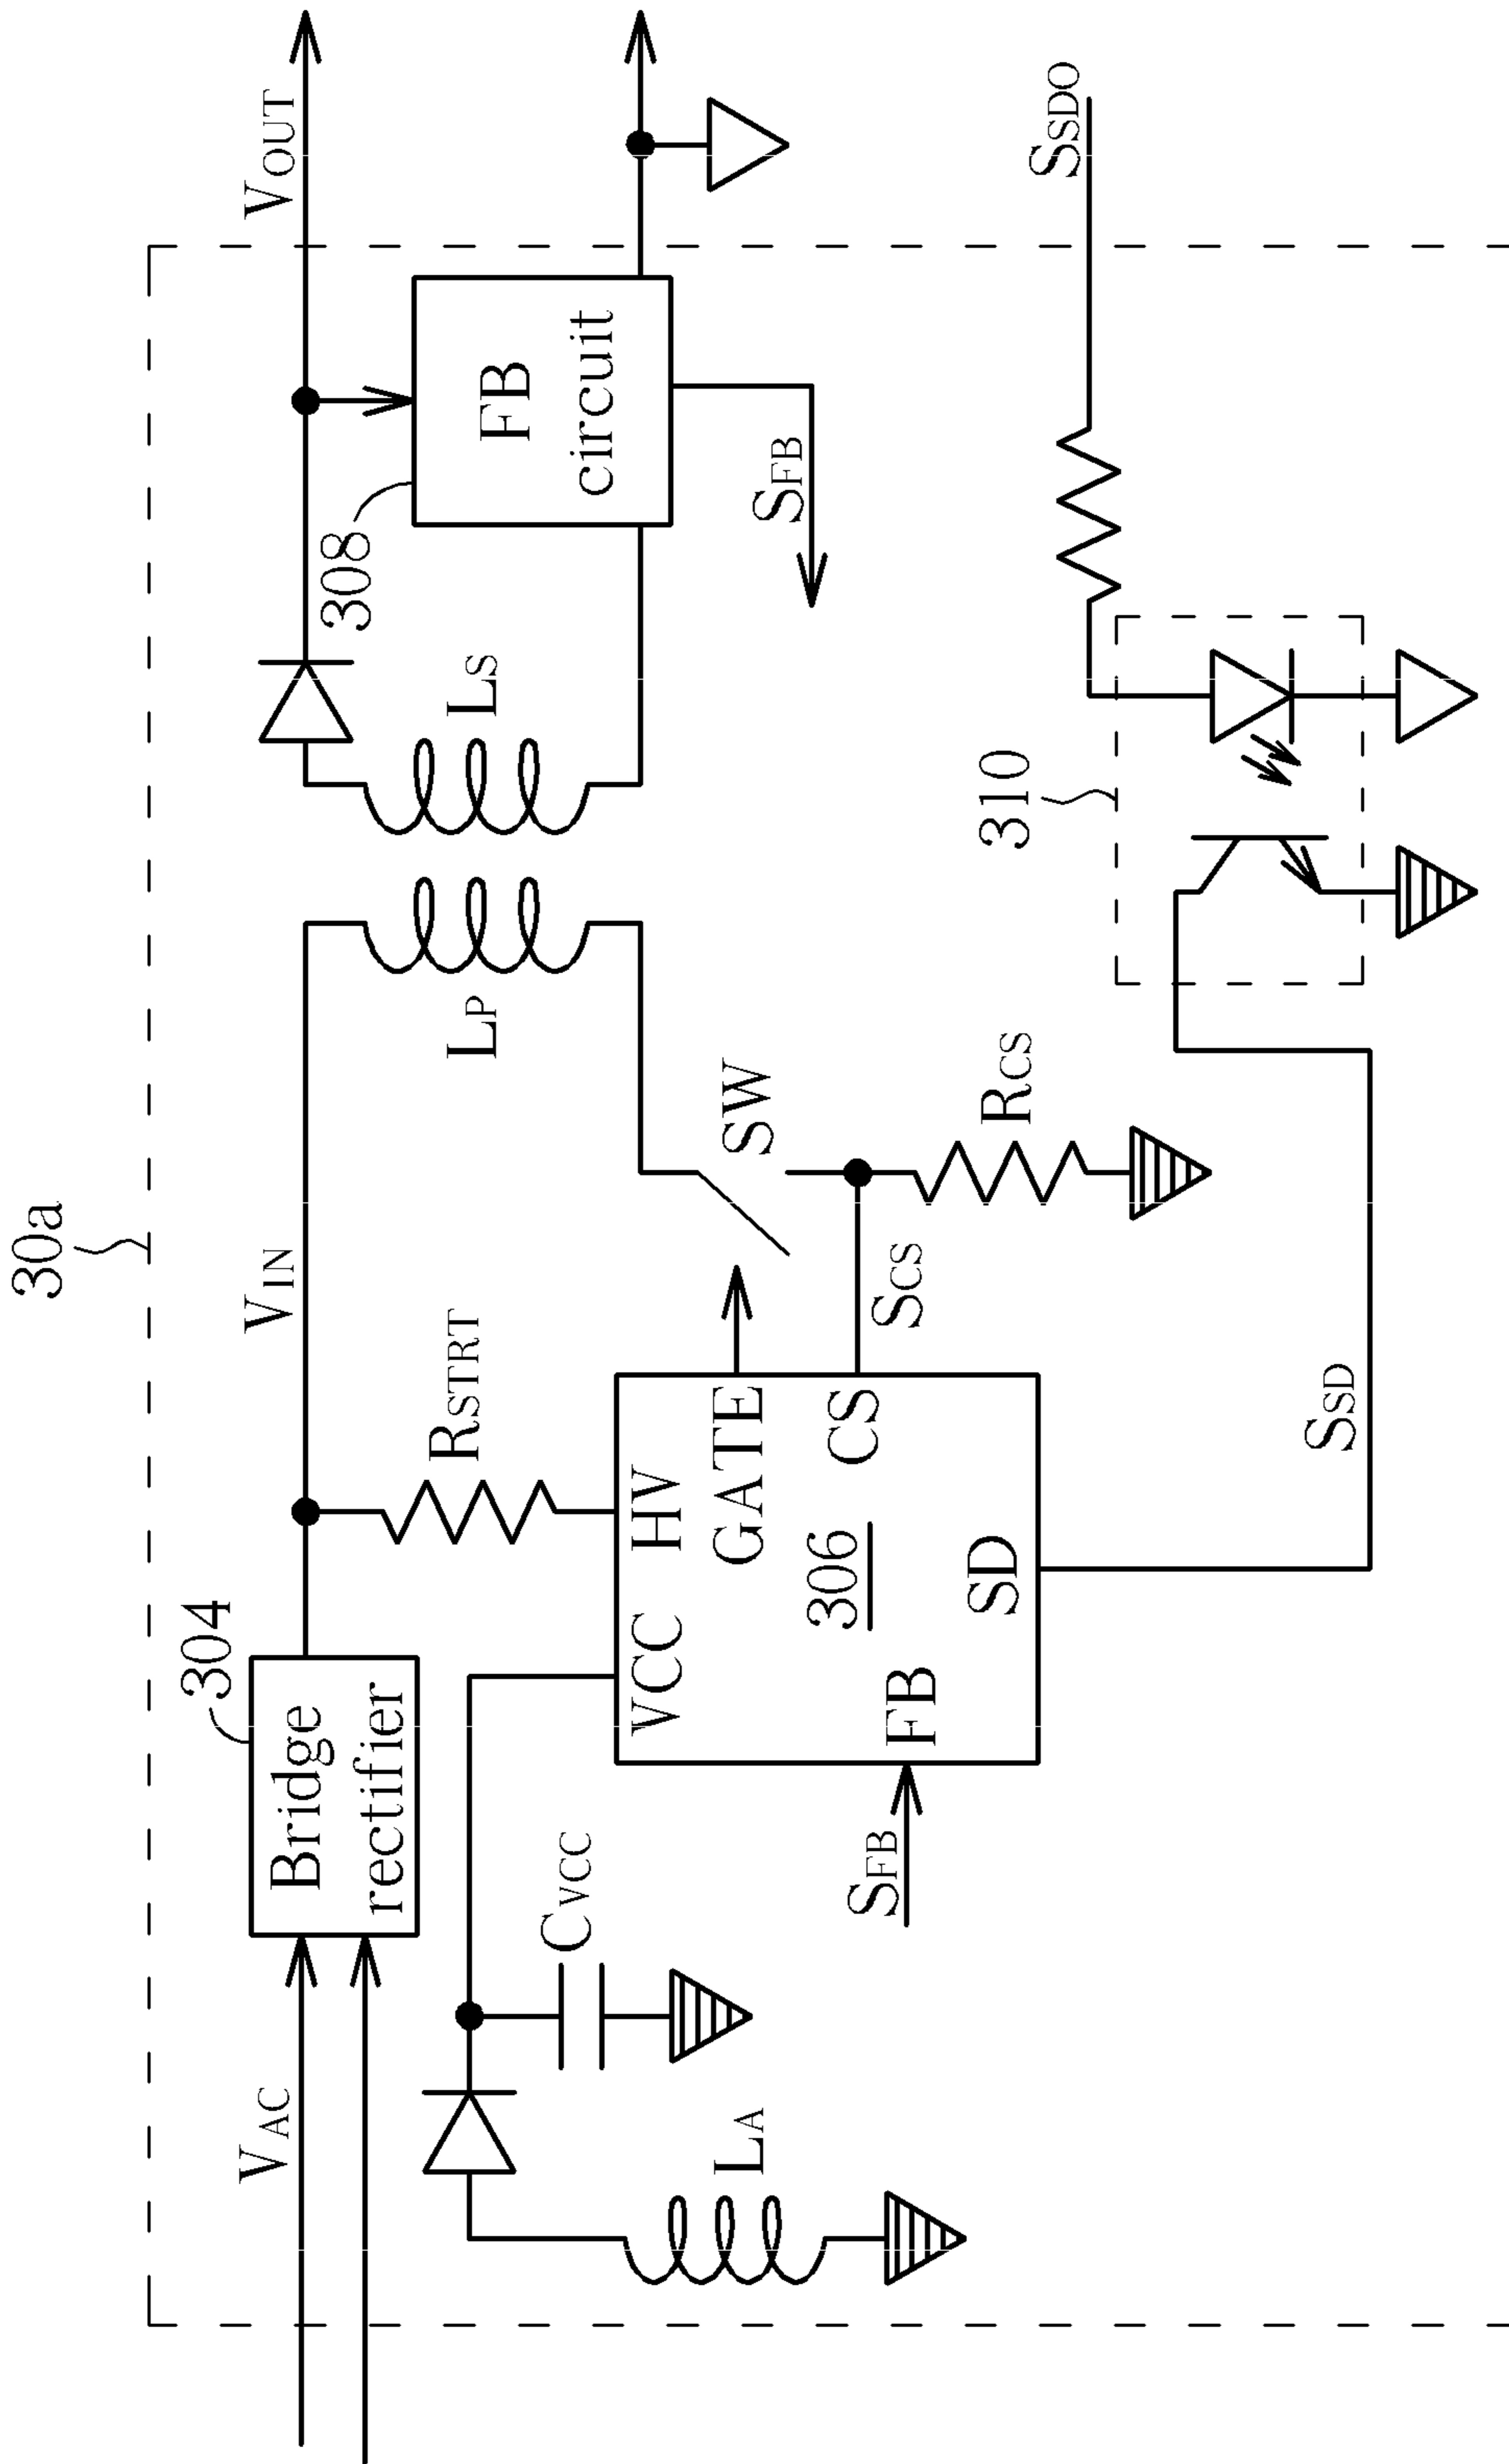 30a
VAC
304
Bridge
rectifier
VIN
VOUT
RSTRT
LP
LS
308
FB
circuit
CVCC
VCC
HV
GATE
SW
LA
306
CS
SCS
SFB
SFB
FB
SD
RCS
310
SSDO
SSD